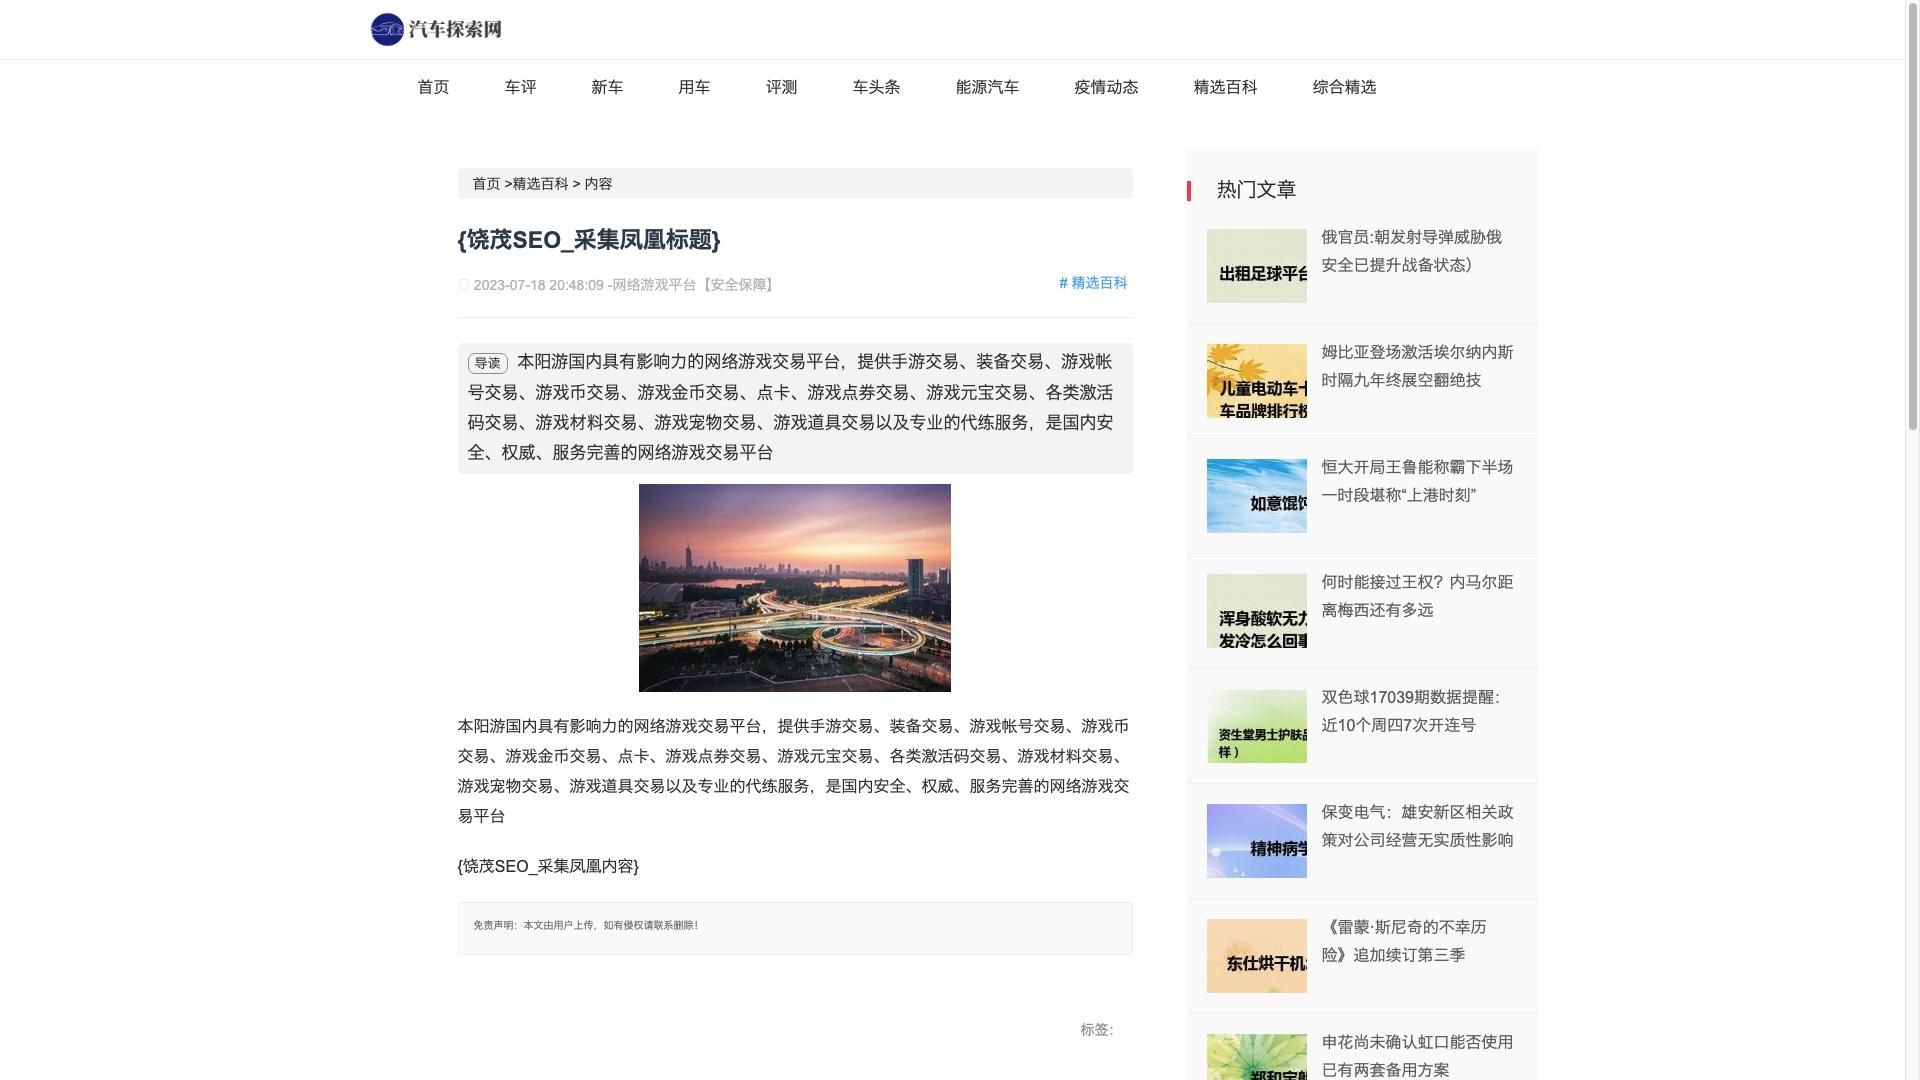 汽车探索网
首页 车评 新车 用车 评测 车头条 能源汽车 疫情动态 精选百科 综合精选
首页 >精选百科 > 内容
{饶茂SEO_采集凤凰标题}
2023-07-18 20:48:09 -网络游戏平台【安全保障】
# 精选百科
导读 本阳游国内具有影响力的网络游戏交易平台，提供手游交易、装备交易、游戏帐
号交易、游戏币交易、游戏金币交易、点卡、游戏点券交易、游戏元宝交易、各类激活
码交易、游戏材料交易、游戏宠物交易、游戏道具交易以及专业的代练服务，是国内安
全、权威、服务完善的网络游戏交易平台
本阳游国内具有影响力的网络游戏交易平台，提供手游交易、装备交易、游戏帐号交易、游戏币
交易、游戏金币交易、点卡、游戏点券交易、游戏元宝交易、各类激活码交易、游戏材料交易、
游戏宠物交易、游戏道具交易以及专业的代练服务，是国内安全、权威、服务完善的网络游戏交
易平台
{饶茂SEO_采集凤凰内容}
免责声明：本文由用户上传，如有侵权请联系删除！
标签：
热门文章
出租足球平台
俄官员:朝发射导弹威胁俄
安全已提升战备状态）
儿童电动车十
车品牌排行榜
姆比亚登场激活埃尔纳内斯
时隔九年终展空翻绝技
如意馄饨
恒大开局王鲁能称霸下半场
一时段堪称“上港时刻”
浑身酸软无力
发冷怎么回事
何时能接过王权？内马尔距
离梅西还有多远
资生堂男士护肤品
样）
双色球17039期数据提醒：
近10个周四7次开连号
精神病学
保变电气：雄安新区相关政
策对公司经营无实质性影响
东仕烘干机
《雷蒙·斯尼奇的不幸历
险》追加续订第三季
申花尚未确认虹口能否使用
已有两套备用方案